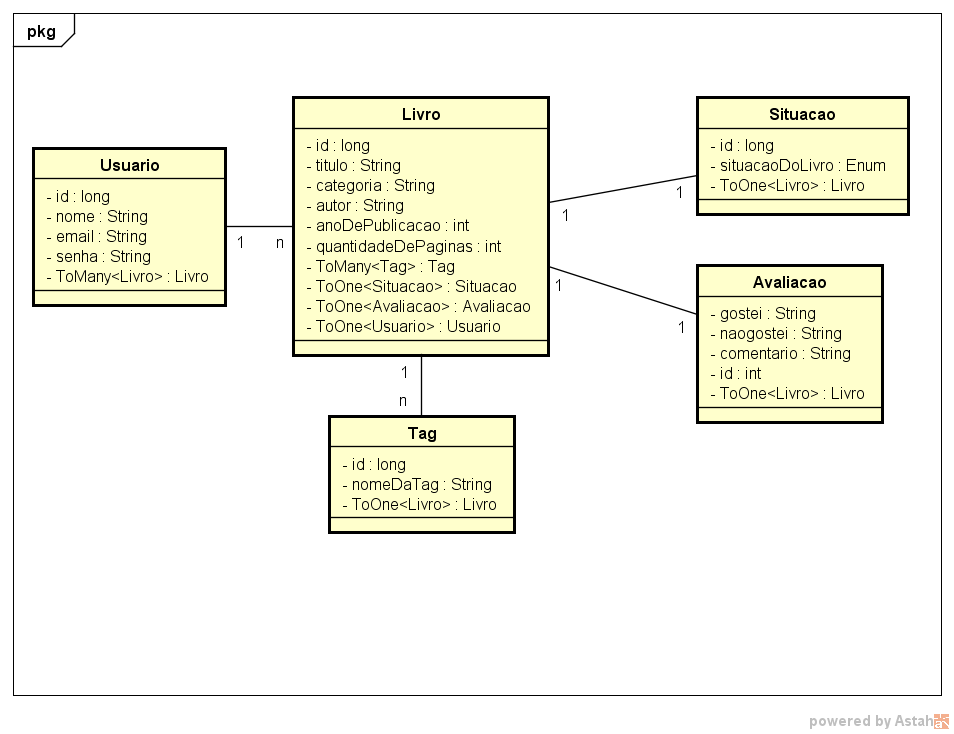 pkg
Usuario
- id : long
- nome : String
- email : String
- senha : String
- ToMany<Livro> : Livro
1
n
Livro
- id : long
- titulo : String
- categoria : String
- autor : String
- anoDePublicacao : int
- quantidadeDePaginas : int
- ToMany<Tag> : Tag
- ToOne<Situacao> : Situacao
- ToOne<Avaliacao> : Avaliacao
- ToOne<Usuario> : Usuario
1
1
Situacao
- id : long
- situacaoDoLivro : Enum
- ToOne<Livro> : Livro
1
1
Avaliacao
- gostei : String
- naogostei : String
- comentario : String
- id : int
- ToOne<Livro> : Livro
1
n
Tag
- id : long
- nomeDaTag : String
- ToOne<Livro> : Livro
powered by Astah